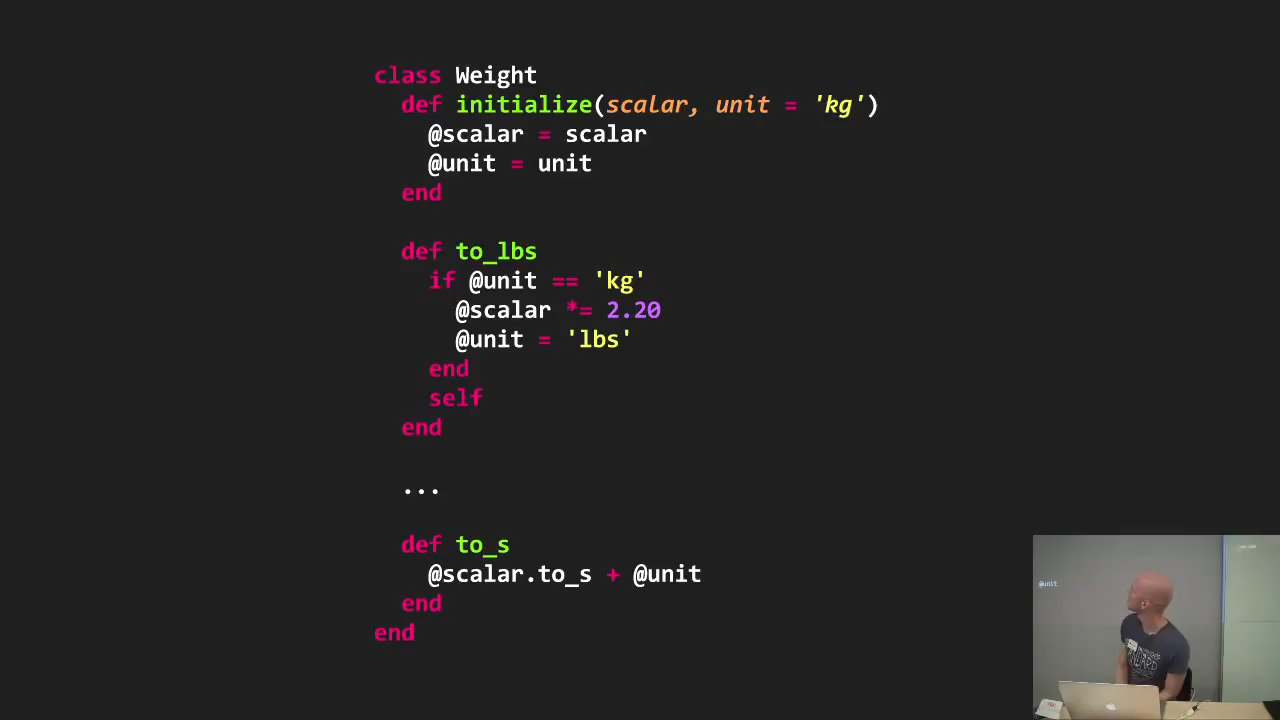 class Weight
  def initialize(scalar, unit = 'kg')
    @scalar = scalar
    @unit = unit
  end

  def to_lbs
    if @unit == 'kg'
      @scalar *= 2.20
      @unit = 'lbs'
    end
    self
  end

  ...

  def to_s
    @scalar.to_s + @unit
  end
end
@unit